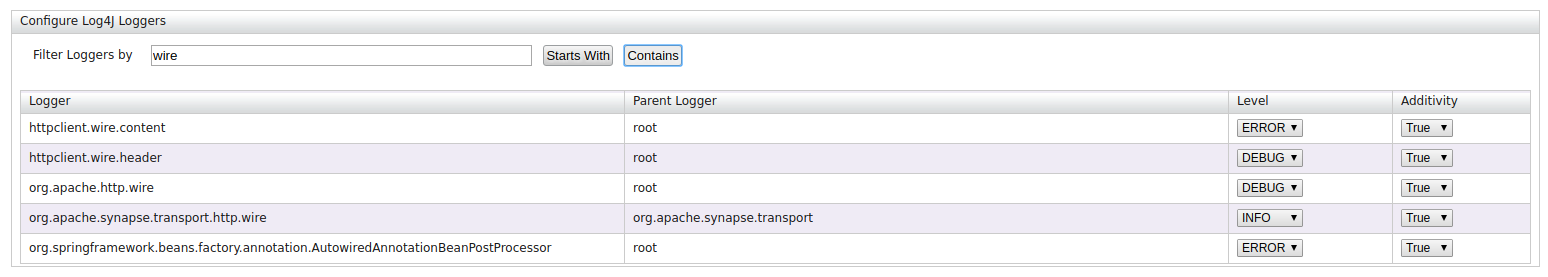 Configure Log4J Loggers
Filter Loggers by wire Starts With Contains
Logger Parent Logger Level Additivity
httpclient.wire.content root ERROR True
httpclient.wire.header root DEBUG True
org.apache.http.wire root DEBUG True
org.apache.synapse.transport.http.wire org.apache.synapse.transport INFO True
org.springframework.beans.factory.annotation.AutowiredAnnotationBeanPostProcessor root ERROR True